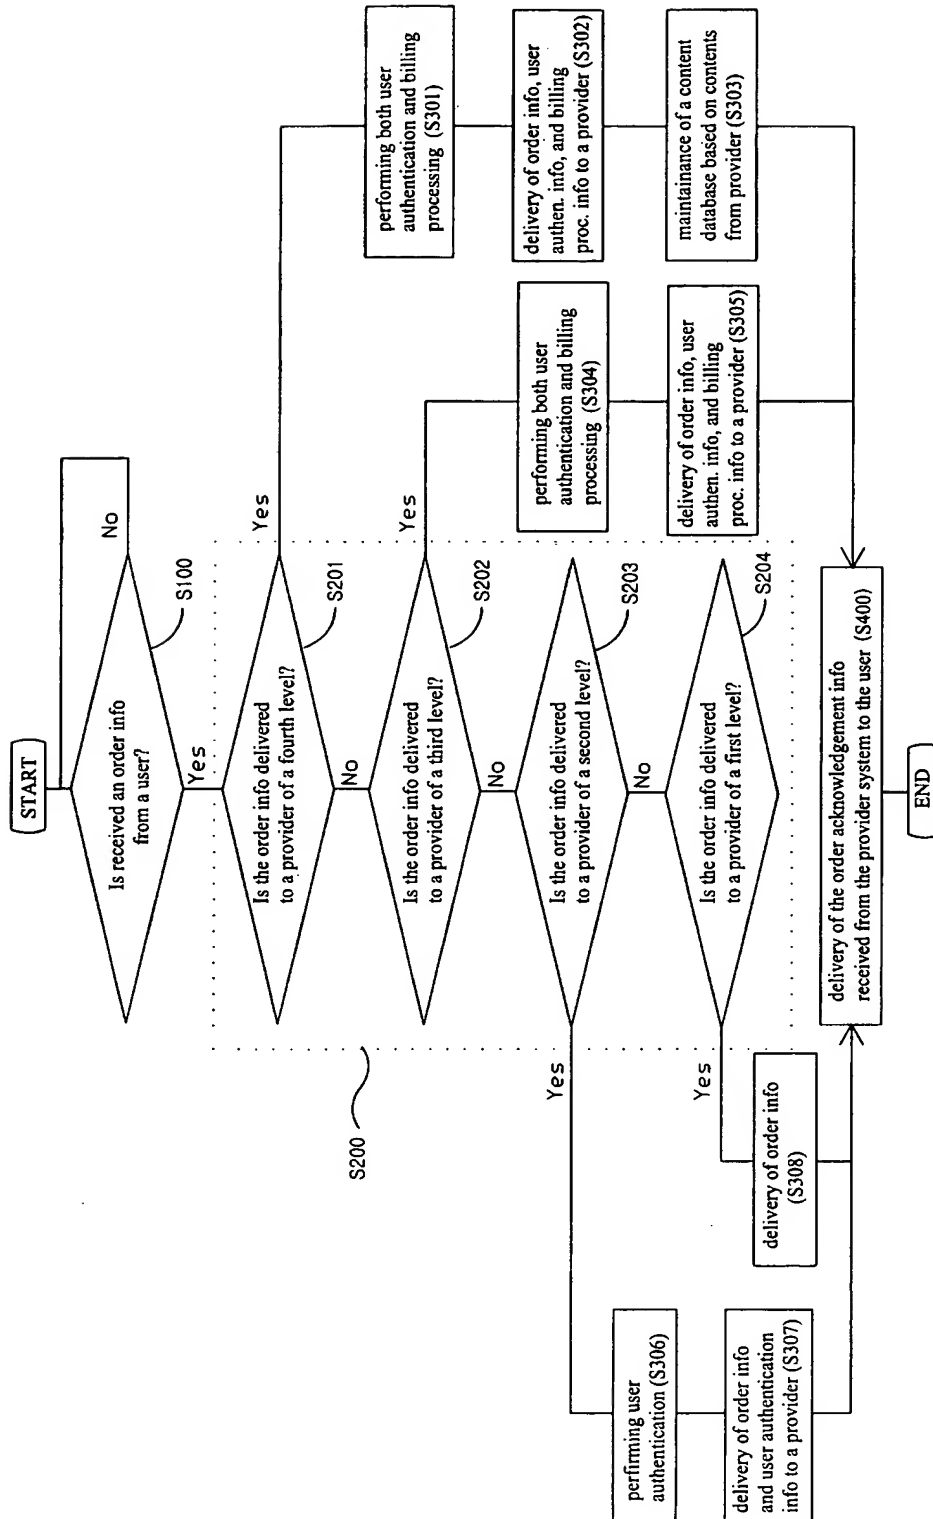 START
Is received an order info
from a user?
No
S100
Yes
Is the order info delivered
to a provider of a fourth level?
Yes
S201
No
Is the order info delivered
to a provider of a third level?
Yes
S202
No
Is the order info delivered
to a provider of a second level?
Yes
S203
No
Is the order info delivered
to a provider of a first level?
Yes
S204
S200
performing both user
authentication and billing
processing (S301)
delivery of order info, user
authen. info, and billing
proc. info to a provider (S302)
maintainance of a content
database based on contents
from provider (S303)
performing both user
authentication and billing
processing (S304)
delivery of order info, user
authen. info, and billing
proc. info to a provider (S305)
perfirming user
authentication (S306)
delivery of order info
and user authentication
info to a provider (S307)
delivery of order info
(S308)
delivery of the order acknowledgement info
received from the provider system to the user (S400)
END